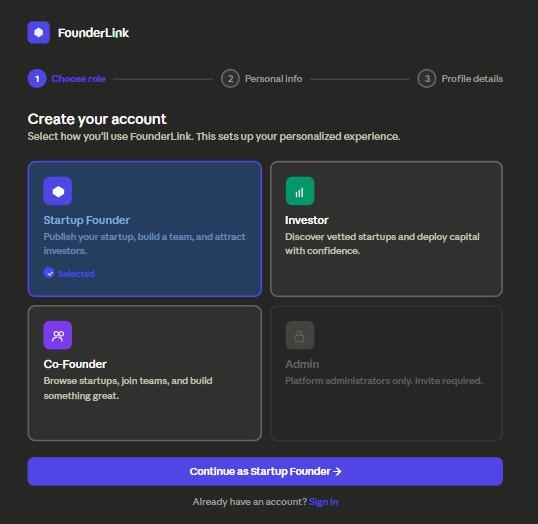 FounderLink
1 Choose role 2 Personal info 3 Profile details
Create your account
Select how you'll use FounderLink. This sets up your personalized experience.
Startup Founder
Publish your startup, build a team, and attract
investors.
Selected
Investor
Discover vetted startups and deploy capital
with confidence.
Co-Founder
Browse startups, join teams, and build
something great.
Admin
Platform administrators only. Invite required.
Continue as Startup Founder →
Already have an account? Sign in